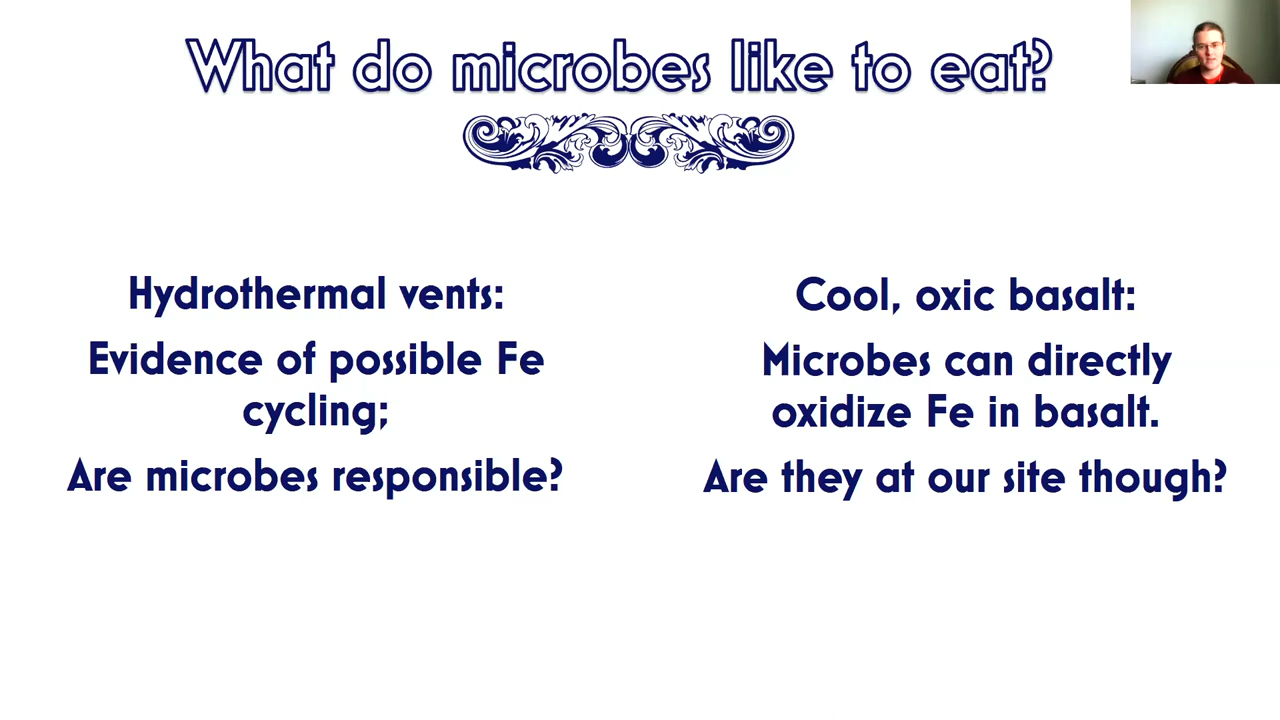 What do microbes like to eat?
Hydrothermal vents:
Evidence of possible Fe
cycling;
Are microbes responsible?
Cool, oxic basalt:
Microbes can directly
oxidize Fe in basalt.
Are they at our site though?